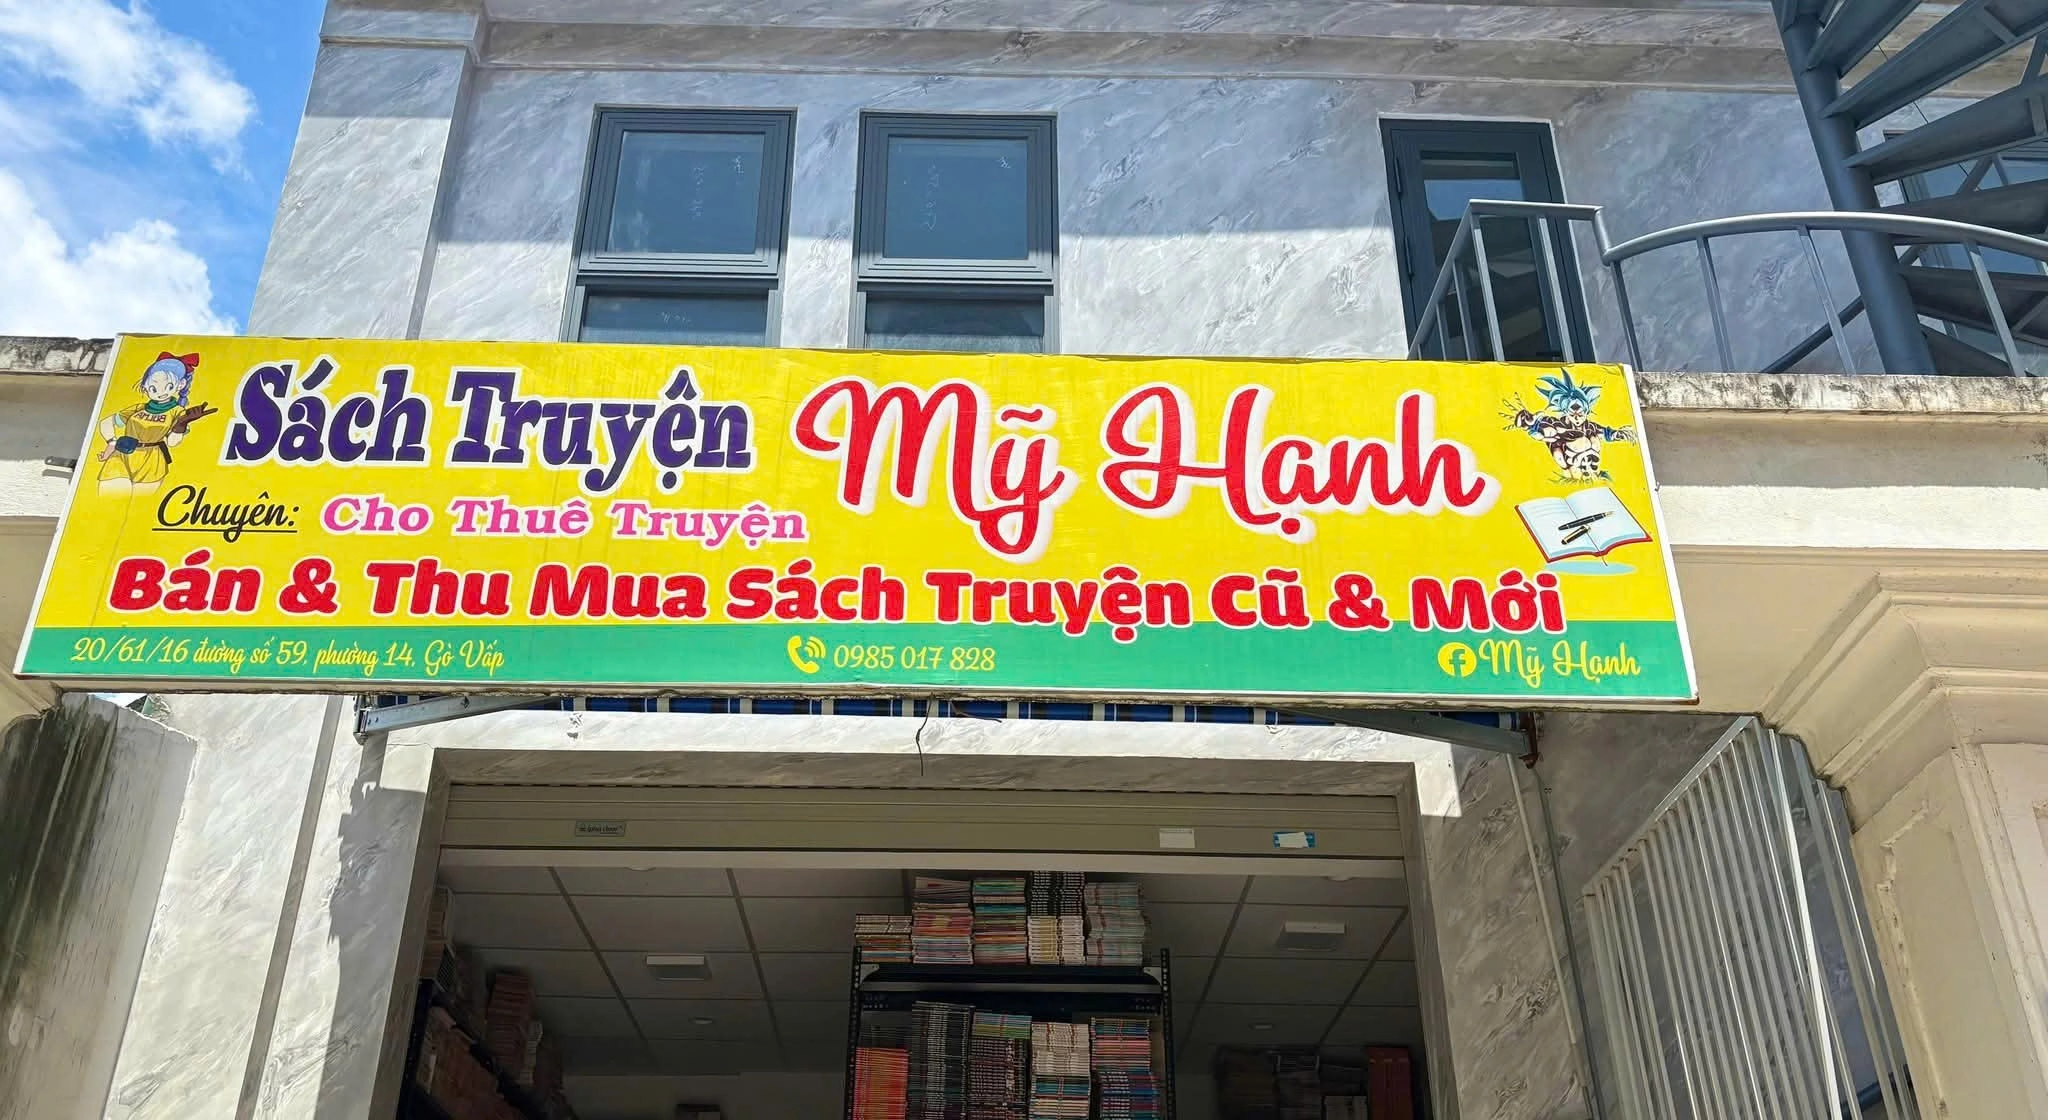 Sách Truyện Mỹ Hạnh
Chuyên: Cho Thuê Truyện
Bán & Thu Mua Sách Truyện Cũ & Mới
20/61/16 đường số 59, phường 14, Gò Vấp
0985 017 828
Mỹ Hạnh
BULMA